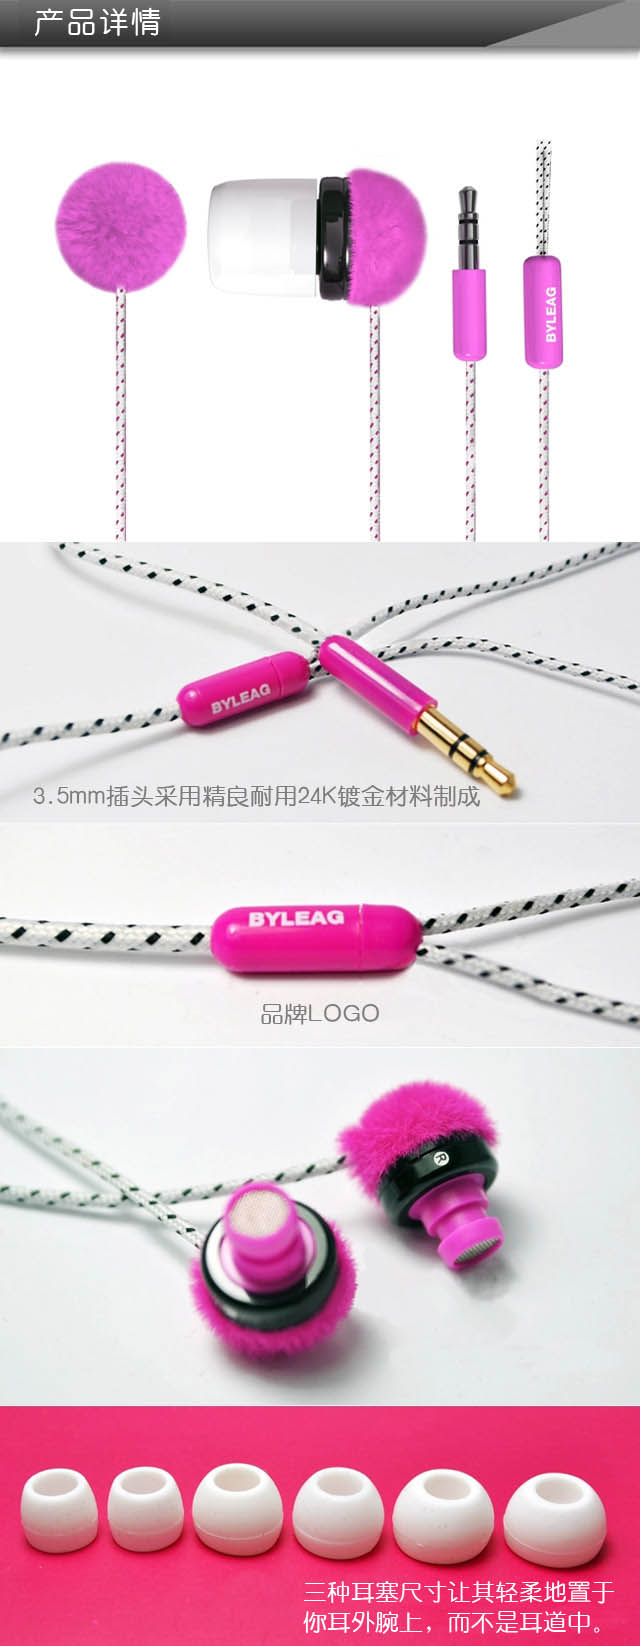 产品详情
BYLEAG
BYLEAG
3.5mm插头采用精良耐用24K镀金材料制成
BYLEAG
品牌LOGO
R
三种耳塞尺寸让其轻柔地置于
你耳外腕上，而不是耳道中。